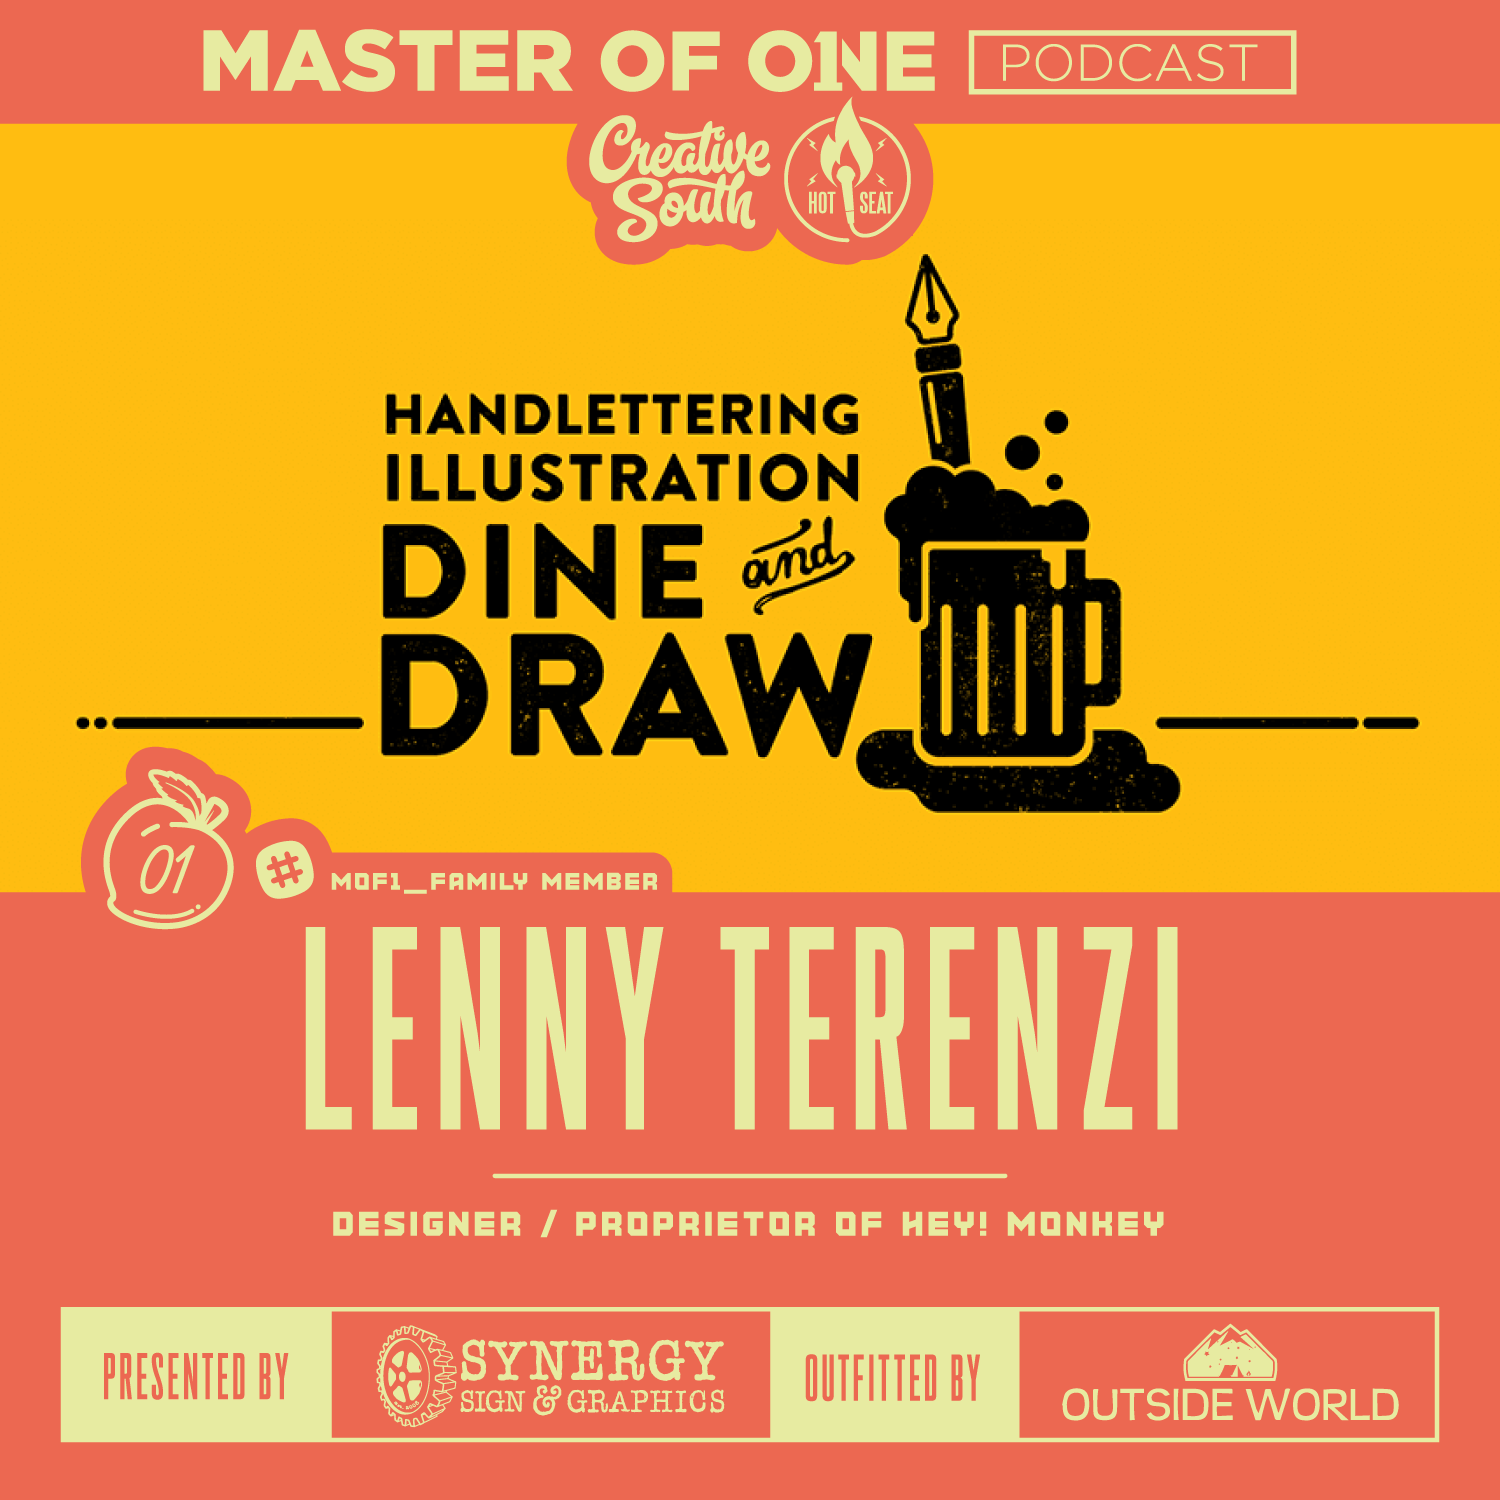 MASTER OF ONE PODCAST
Creative
South
HOT SEAT
HANDLETTERING
ILLUSTRATION
DINE and
DRAW
01
# MOF1_FAMILY MEMBER
LENNY TERENZI
DESIGNER / PROPRIETOR OF HEY! MONKEY
PRESENTED BY
SYNERGY
SIGN & GRAPHICS
OUTFITTED BY
OUTSIDE WORLD